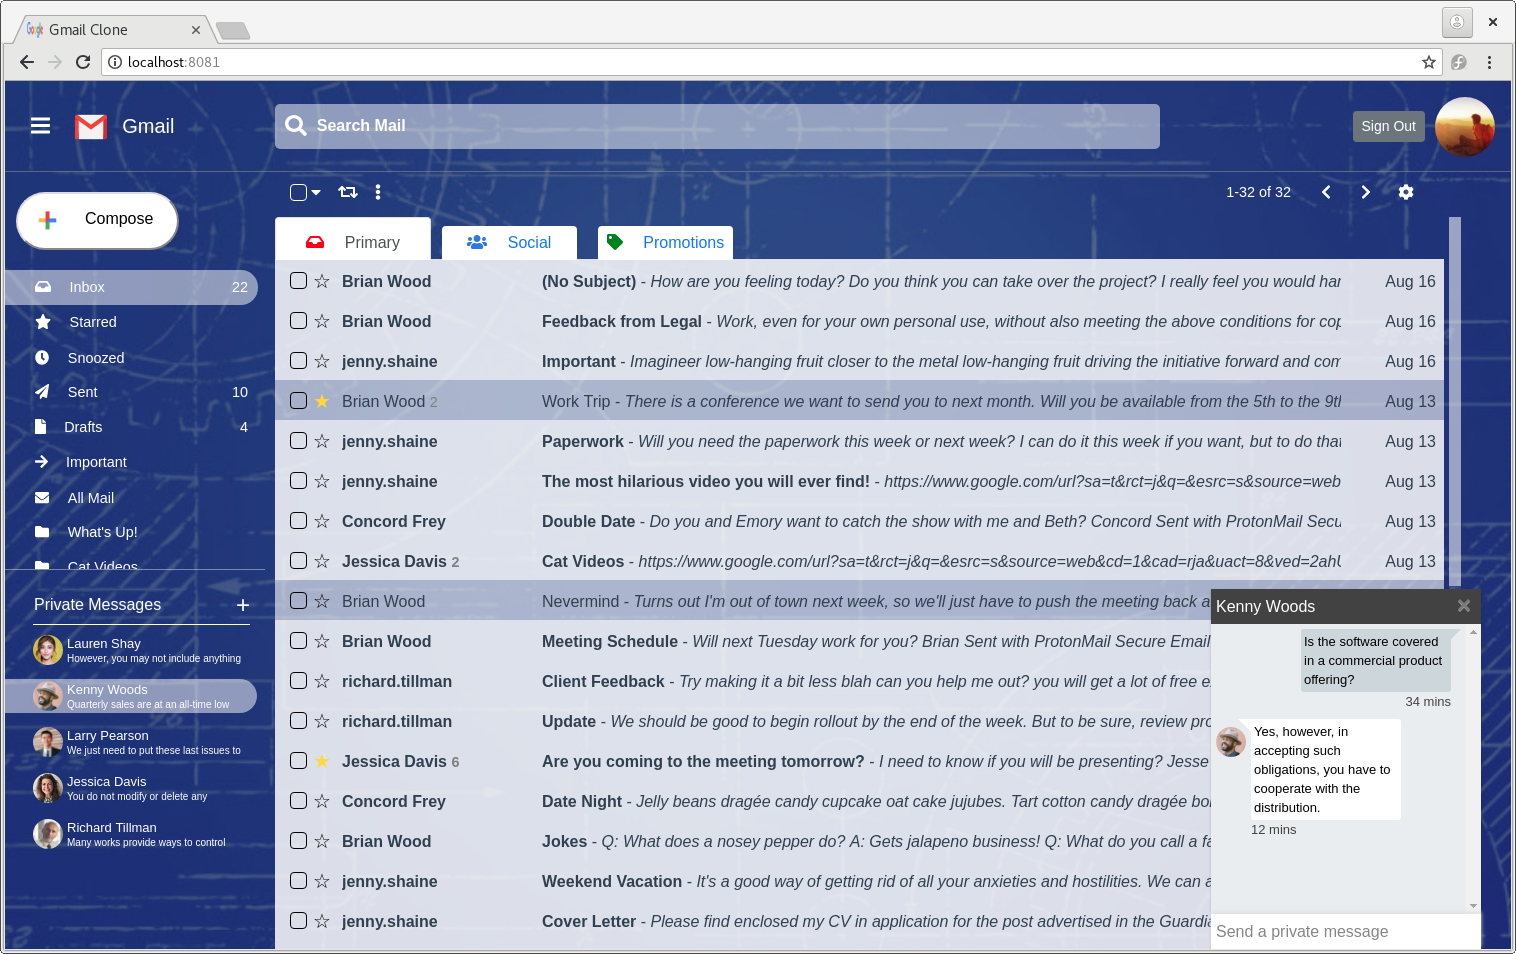 Gmail Clone
localhost:8081
Gmail
Search Mail
Sign Out
Compose
1-32 of 32
Primary
Social
Promotions
Inbox 22
Starred
Snoozed
Sent 10
Drafts 4
Important
All Mail
What's Up!
Cat Videos
Private Messages +
Lauren Shay
However, you may not include anything
Kenny Woods
Quarterly sales are at an all-time low
Larry Pearson
We just need to put these last issues to
Jessica Davis
You do not modify or delete any
Richard Tillman
Many works provide ways to control
Brian Wood (No Subject) - How are you feeling today? Do you think you can take over the project? I really feel you would har Aug 16
Brian Wood Feedback from Legal - Work, even for your own personal use, without also meeting the above conditions for cop Aug 16
jenny.shaine Important - Imagineer low-hanging fruit closer to the metal low-hanging fruit driving the initiative forward and com Aug 16
Brian Wood 2 Work Trip - There is a conference we want to send you to next month. Will you be available from the 5th to the 9th Aug 13
jenny.shaine Paperwork - Will you need the paperwork this week or next week? I can do it this week if you want, but to do that Aug 13
jenny.shaine The most hilarious video you will ever find! - https://www.google.com/url?sa=t&rct=j&q=&esrc=s&source=web Aug 13
Concord Frey Double Date - Do you and Emory want to catch the show with me and Beth? Concord Sent with ProtonMail Secu Aug 13
Jessica Davis 2 Cat Videos - https://www.google.com/url?sa=t&rct=j&q=&esrc=s&source=web&cd=1&cad=rja&uact=8&ved=2ahU Aug 13
Brian Wood Nevermind - Turns out I'm out of town next week, so we'll just have to push the meeting back a
Brian Wood Meeting Schedule - Will next Tuesday work for you? Brian Sent with ProtonMail Secure Email
richard.tillman Client Feedback - Try making it a bit less blah can you help me out? you will get a lot of free e
richard.tillman Update - We should be good to begin rollout by the end of the week. But to be sure, review pro
Jessica Davis 6 Are you coming to the meeting tomorrow? - I need to know if you will be presenting? Jesse
Concord Frey Date Night - Jelly beans dragée candy cupcake oat cake jujubes. Tart cotton candy dragée bo
Brian Wood Jokes - Q: What does a nosey pepper do? A: Gets jalapeno business! Q: What do you call a fa
jenny.shaine Weekend Vacation - It's a good way of getting rid of all your anxieties and hostilities. We can a
jenny.shaine Cover Letter - Please find enclosed my CV in application for the post advertised in the Guardia
Kenny Woods
Is the software covered
in a commercial product
offering?
34 mins
Yes, however, in
accepting such
obligations, you have to
cooperate with the
distribution.
12 mins
Send a private message